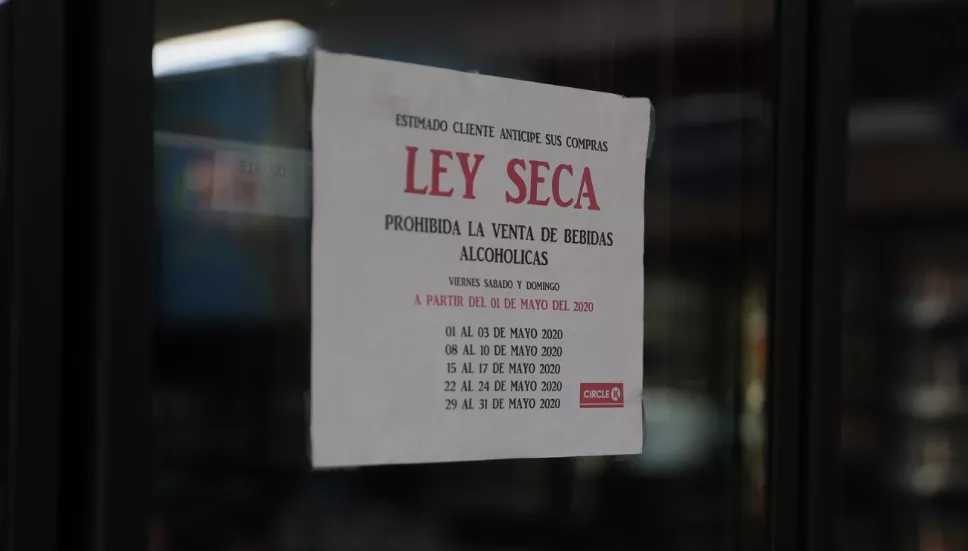 ESTIMADO CLIENTE ANTICIPE SUS COMPRAS
LEY SECA
PROHIBIDA LA VENTA DE BEBIDAS
ALCOHOLICAS
VIERNES SABADO Y DOMINGO
A PARTIR DEL 01 DE MAYO DEL 2020
01 AL 03 DE MAYO 2020
08 AL 10 DE MAYO 2020
15 AL 17 DE MAYO 2020
22 AL 24 DE MAYO 2020
29 AL 31 DE MAYO 2020
CIRCLE K